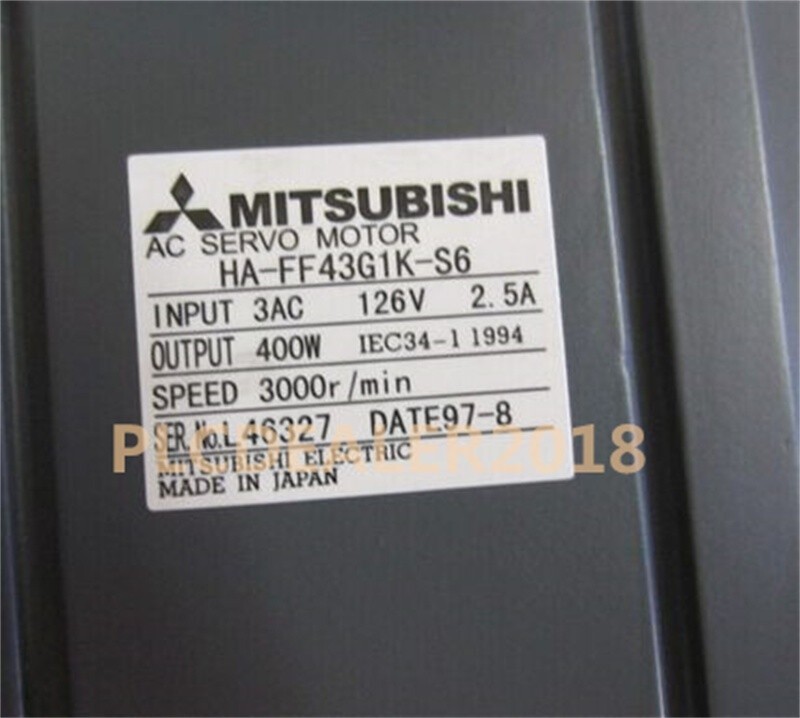 MITSUBISHI
AC SERVO MOTOR
HA-FF43G1K-S6
INPUT 3AC 126V 2.5A
OUTPUT 400W IEC34-1 1994
SPEED 3000r/min
SER.No.L46327 DATE97-8
PLCDEALER2018
MITSUBISHI ELECTRIC
MADE IN JAPAN